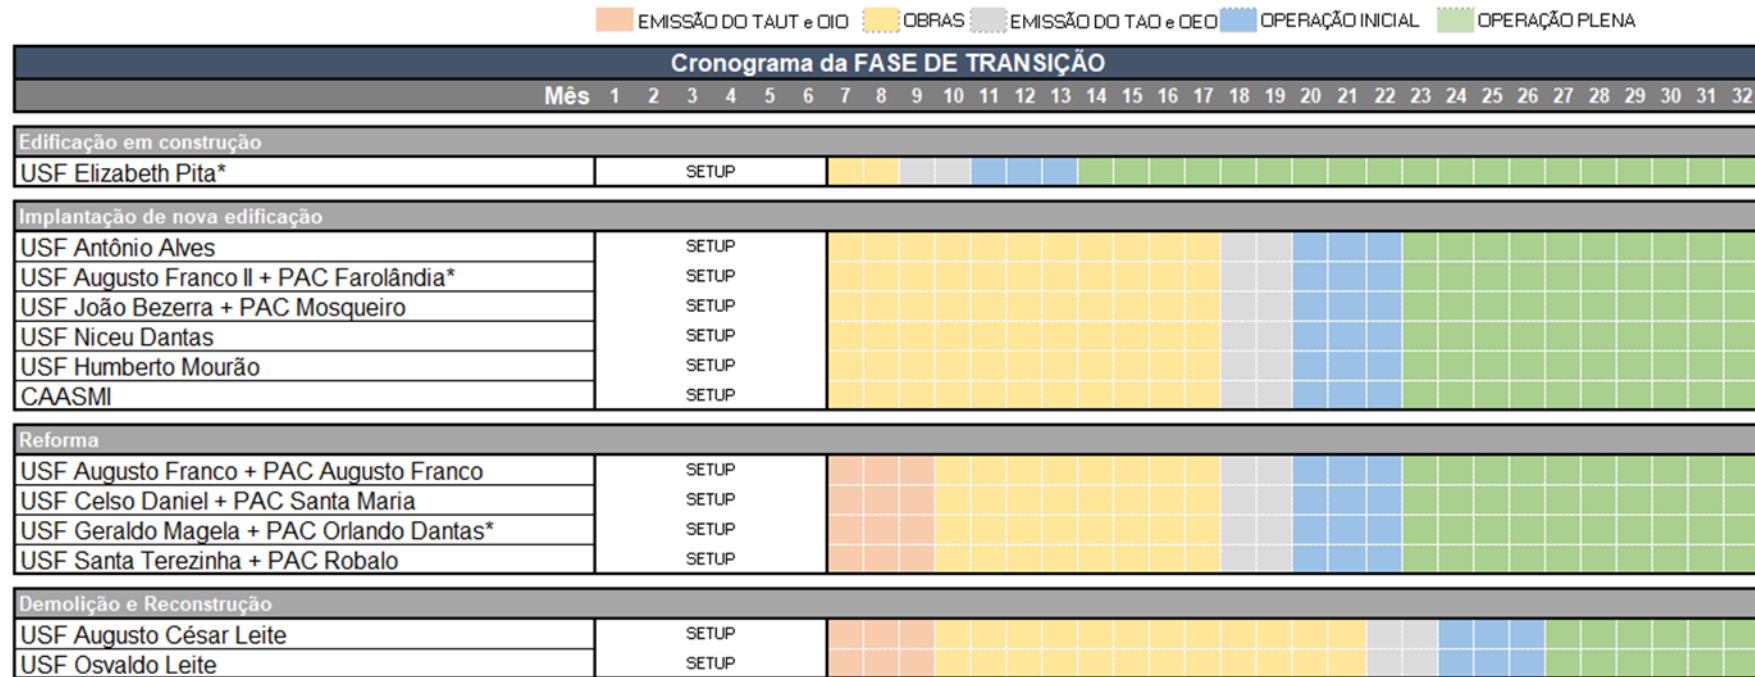 EMISSÃO DO TAUT e OIO OBRAS EMISSÃO DO TAO e OEO OPERAÇÃO INICIAL OPERAÇÃO PLENA
Cronograma da FASE DE TRANSIÇÃO
Mês 1 2 3 4 5 6 7 8 9 10 11 12 13 14 15 16 17 18 19 20 21 22 23 24 25 26 27 28 29 30 31 32
Edificação em construção
USF Elizabeth Pita* SETUP
Implantação de nova edificação
USF Antônio Alves SETUP
USF Augusto Franco II + PAC Farolândia* SETUP
USF João Bezerra + PAC Mosqueiro SETUP
USF Niceu Dantas SETUP
USF Humberto Mourão SETUP
CAASMI SETUP
Reforma
USF Augusto Franco + PAC Augusto Franco SETUP
USF Celso Daniel + PAC Santa Maria SETUP
USF Geraldo Magela + PAC Orlando Dantas* SETUP
USF Santa Terezinha + PAC Robalo SETUP
Demolição e Reconstrução
USF Augusto César Leite SETUP
USF Osvaldo Leite SETUP